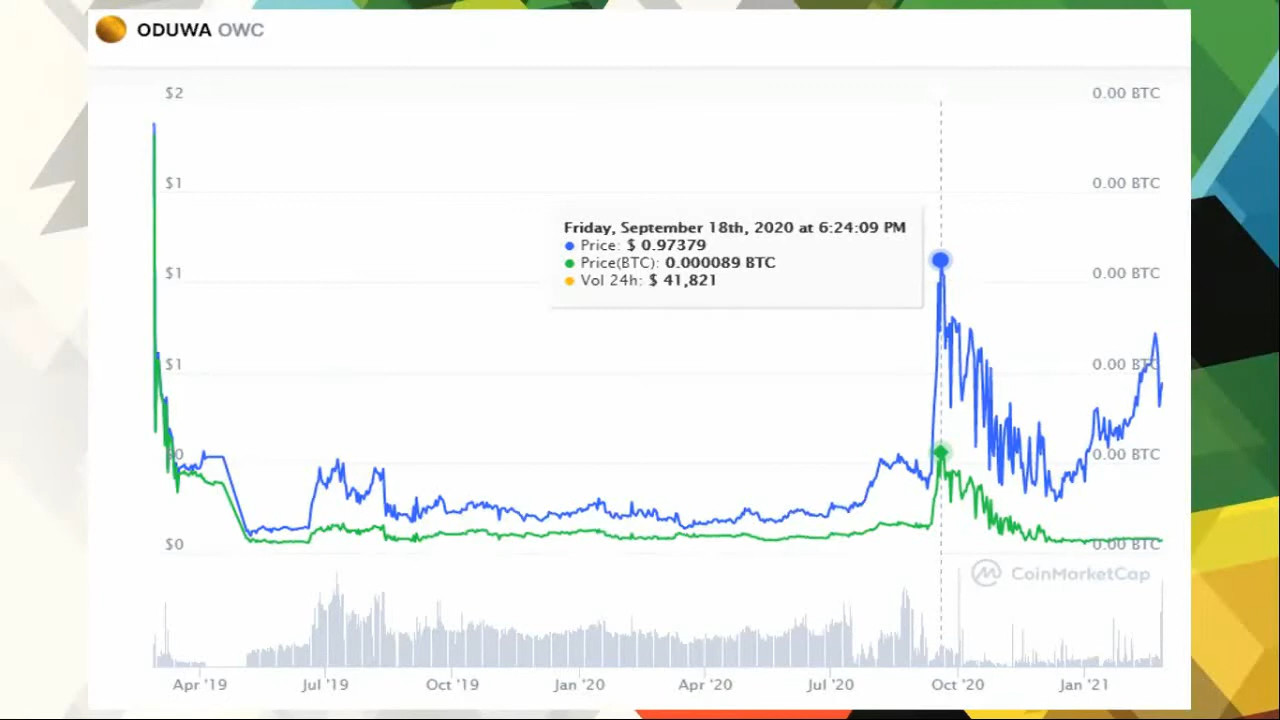 ODUWA OWC
$2 0.00 BTC
$1 0.00 BTC
Friday, September 18th, 2020 at 6:24:09 PM
Price: $ 0.97379
Price(BTC): 0.000089 BTC
Vol 24h: $ 41,821
$1 0.00 BTC
$1 0.00 BTC
$0 0.00 BTC
$0 0.00 BTC
CoinMarketCap
Apr '19 Jul '19 Oct '19 Jan '20 Apr '20 Jul '20 Oct '20 Jan '21